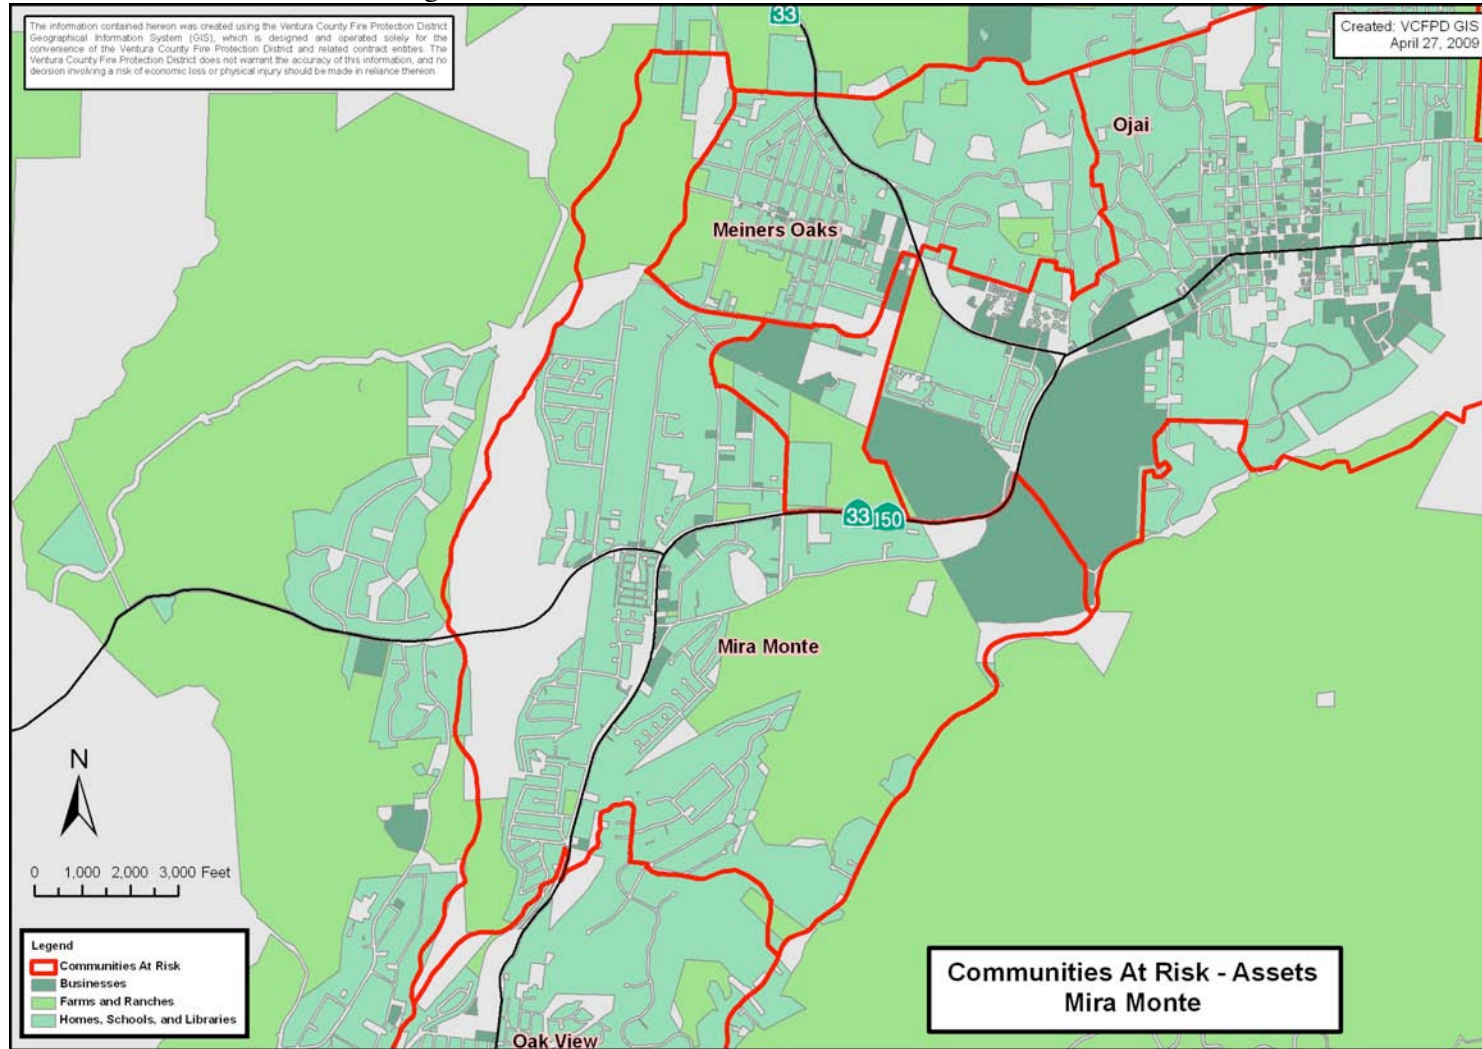 The information contained hereon was created using the Ventura County Fire Protection District
Geographical Information System (GIS), which is designed and operated solely for the
convenience of the Ventura County Fire Protection District and related contract entities. The
Ventura County Fire Protection District does not warrant the accuracy of this information, and no
decision involving a risk of economic loss or physical injury should be made in reliance thereon.
33
Created: VCFPD GIS
April 27, 2009
Ojai
Meiners Oaks
33 150
Mira Monte
N
0 1,000 2,000 3,000 Feet
Legend
Communities At Risk
Businesses
Farms and Ranches
Homes, Schools, and Libraries
Communities At Risk - Assets
Mira Monte
Oak View